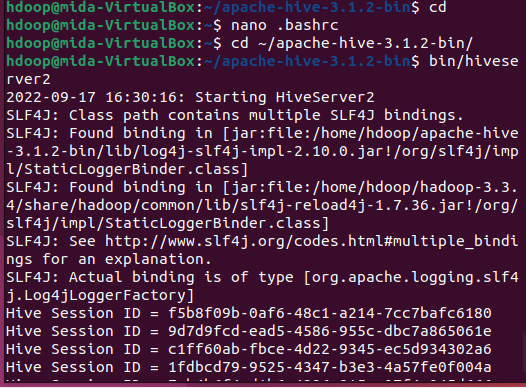 hdoop@mida-VirtualBox:~/apache-hive-3.1.2-bin$ cd
hdoop@mida-VirtualBox:~$ nano .bashrc
hdoop@mida-VirtualBox:~$ cd ~/apache-hive-3.1.2-bin/
hdoop@mida-VirtualBox:~/apache-hive-3.1.2-bin$ bin/hivese
rver2
2022-09-17 16:30:16: Starting HiveServer2
SLF4J: Class path contains multiple SLF4J bindings.
SLF4J: Found binding in [jar:file:/home/hdoop/apache-hive
-3.1.2-bin/lib/log4j-slf4j-impl-2.10.0.jar!/org/slf4j/imp
l/StaticLoggerBinder.class]
SLF4J: Found binding in [jar:file:/home/hdoop/hadoop-3.3.
4/share/hadoop/common/lib/slf4j-reload4j-1.7.36.jar!/org/
slf4j/impl/StaticLoggerBinder.class]
SLF4J: See http://www.slf4j.org/codes.html#multiple_bindi
ngs for an explanation.
SLF4J: Actual binding is of type [org.apache.logging.slf4
j.Log4jLoggerFactory]
Hive Session ID = f5b8f09b-0af6-48c1-a214-7cc7bafc6180
Hive Session ID = 9d7d9fcd-ead5-4586-955c-dbc7a865061e
Hive Session ID = c1ff60ab-fbce-4d22-9345-ec5d934302a6
Hive Session ID = 1fdbcd79-9525-4347-b3e3-4a57fe0f004a